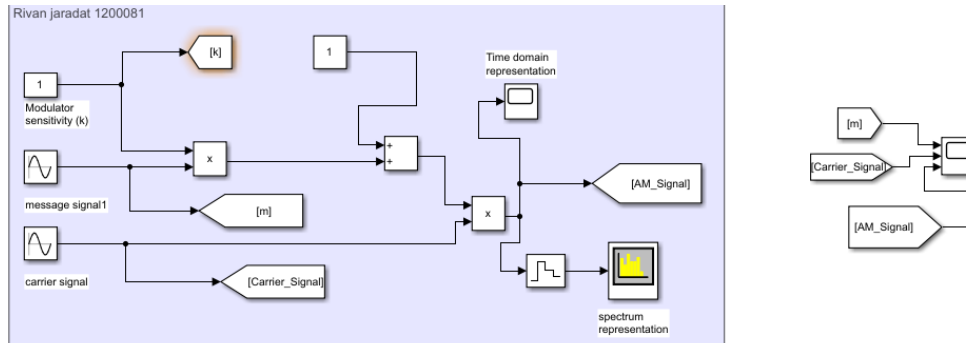 Rivan jaradat 1200081
[k]
1
Time domain
representation
1
Modulator
sensitivity (k)
+
+
x
message signal1
[m]
[AM_Signal]
x
carrier signal
[Carrier_Signal]
spectrum
representation
[m]
[Carrier_Signal]
[AM_Signal]